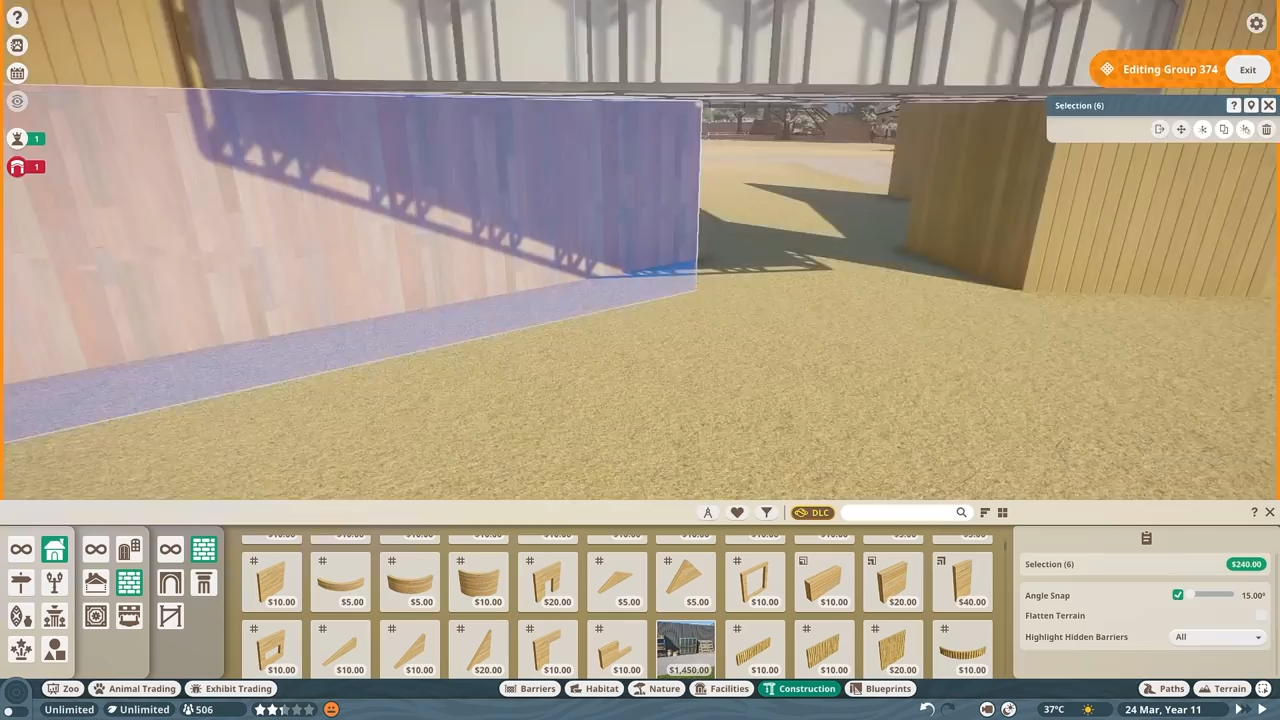 Editing Group 374
Exit
Selection (6)
?
1
1
DLC
?
$10.00 $5.00 $5.00 $10.00 $20.00 $5.00 $5.00 $10.00 $10.00 $20.00 $40.00
$10.00 $10.00 $20.00 $10.00 $10.00 $1,450.00 $10.00 $10.00 $20.00 $10.00
Selection (6) $240.00
Angle Snap 15.00°
Flatten Terrain
Highlight Hidden Barriers All
Zoo Animal Trading Exhibit Trading Barriers Habitat Nature Facilities Construction Blueprints Paths Terrain
Unlimited Unlimited 506 37°C 24 Mar, Year 11